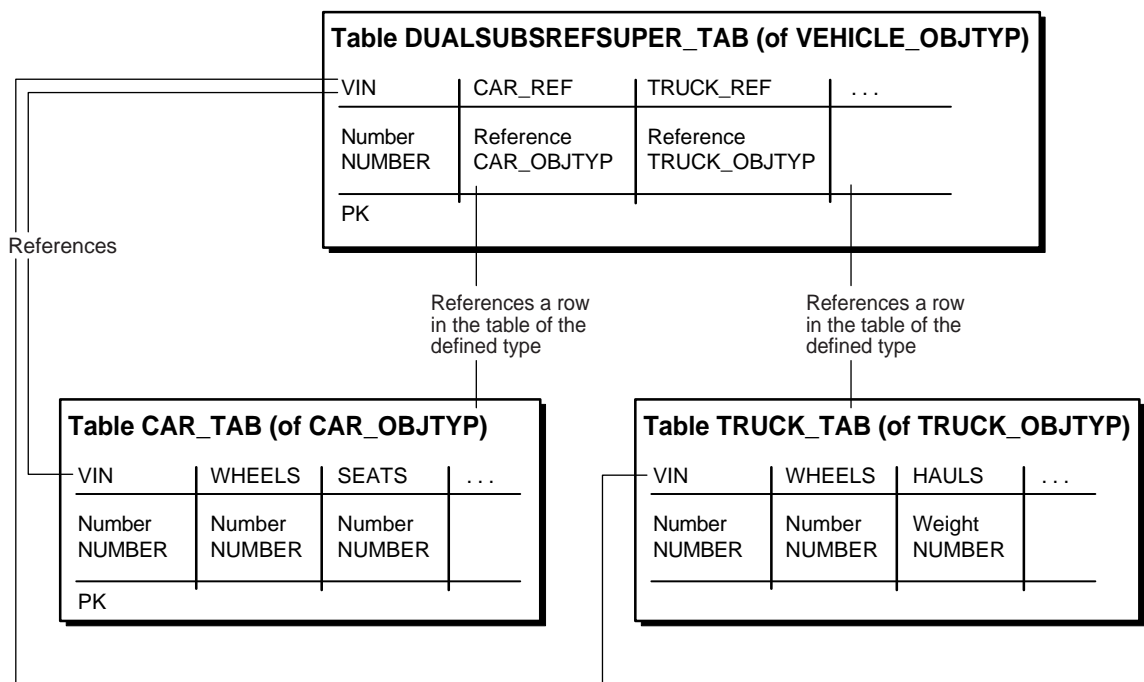 Table DUALSUBSREFSUPER_TAB (of VEHICLE_OBJTYP)
VIN CAR_REF TRUCK_REF . . .
Number Reference Reference
NUMBER CAR_OBJTYP TRUCK_OBJTYP
PK
References
References a row References a row
in the table of the in the table of the
defined type defined type
Table CAR_TAB (of CAR_OBJTYP) Table TRUCK_TAB (of TRUCK_OBJTYP)
VIN WHEELS SEATS . . . VIN WHEELS HAULS . . .
Number Number Number Number Number Weight
NUMBER NUMBER NUMBER NUMBER NUMBER NUMBER
PK